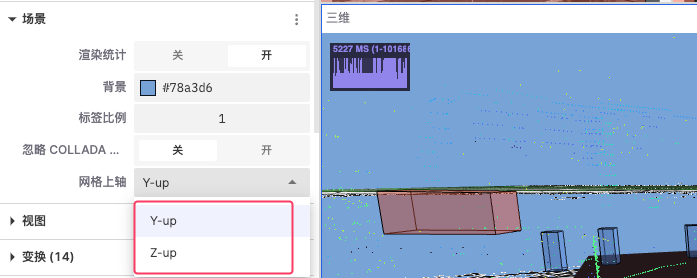 场景
渲染统计
关
开
背景
#78a3d6
标签比例
1
忽略 COLLADA ...
关
开
网格上轴
Y-up
Y-up
Z-up
视图
变换 (14)
三维
5227 MS (1-10168